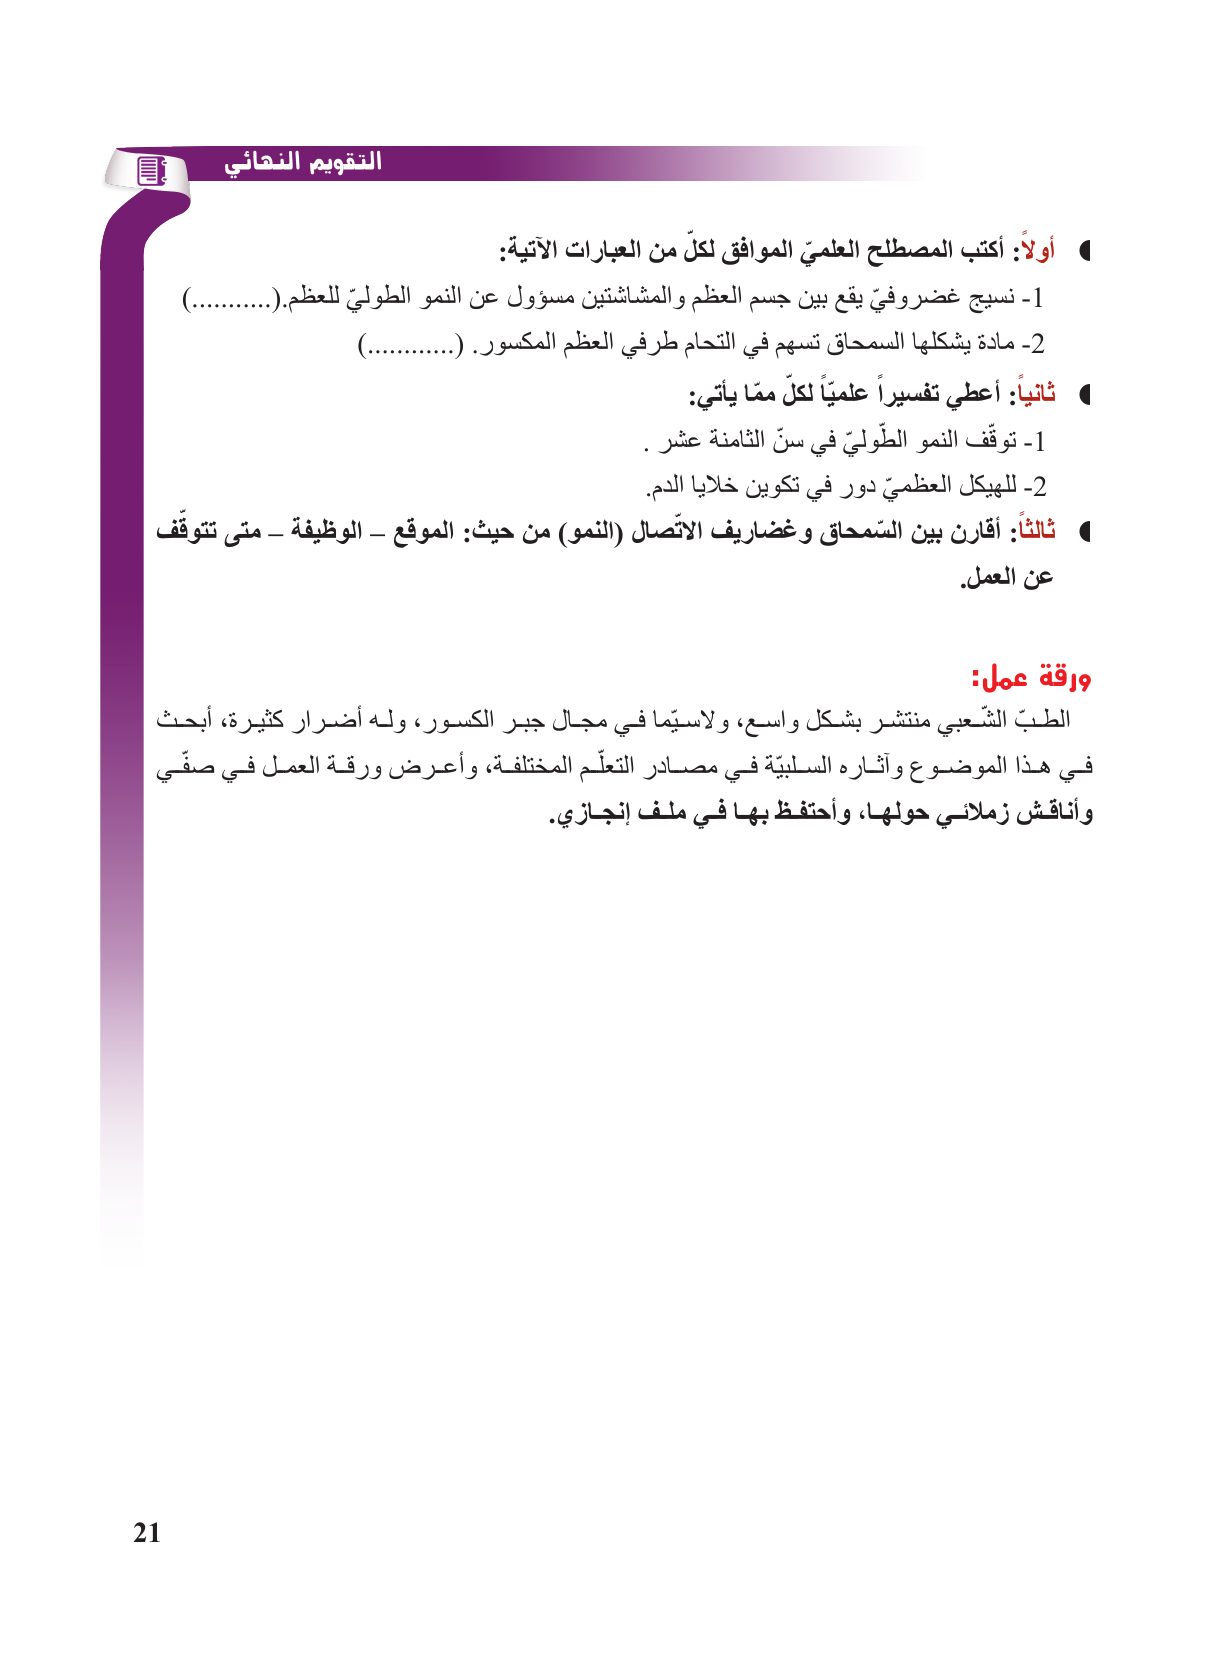 التقويم النهائي
أولاً: أكتب المصطلح العلميّ الموافق لكلّ من العبارات الآتية:
1- نسيج غضروفيّ يقع بين جسم العظم والمشاشتين مسؤول عن النمو الطوليّ للعظم.(...........)
2- مادة يشكلها السمحاق تسهم في التحام طرفي العظم المكسور. (............)
ثانياً: أعطي تفسيراً علميّاً لكلّ ممّا يأتي:
1- توقّف النمو الطّوليّ في سنّ الثامنة عشر .
2- للهيكل العظميّ دور في تكوين خلايا الدم.
ثالثاً: أقارن بين السّمحاق وغضاريف الاتّصال (النمو) من حيث: الموقع – الوظيفة – متى تتوقّف
عن العمل.
ورقة عمل:
الطبّ الشّعبي منتشر بشكل واسع، ولاسيّما في مجال جبر الكسور، وله أضرار كثيرة، أبحث
في هذا الموضوع وآثاره السلبيّة في مصادر التعلّم المختلفة، وأعرض ورقة العمل في صفّي
وأناقش زملائي حولها، وأحتفظ بها في ملف إنجازي.
21